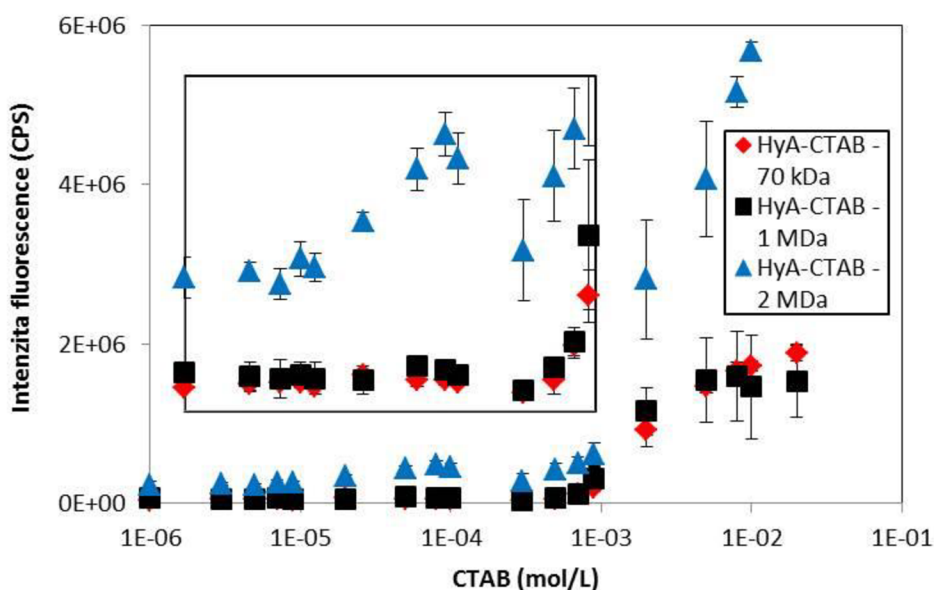 6E+06
4E+06
2E+06
0E+00
Intenzita fluorescence (CPS)
HyA-CTAB -
70 kDa
HyA-CTAB -
1 MDa
HyA-CTAB -
2 MDa
1E-06 1E-05 1E-04 1E-03 1E-02 1E-01
CTAB (mol/L)